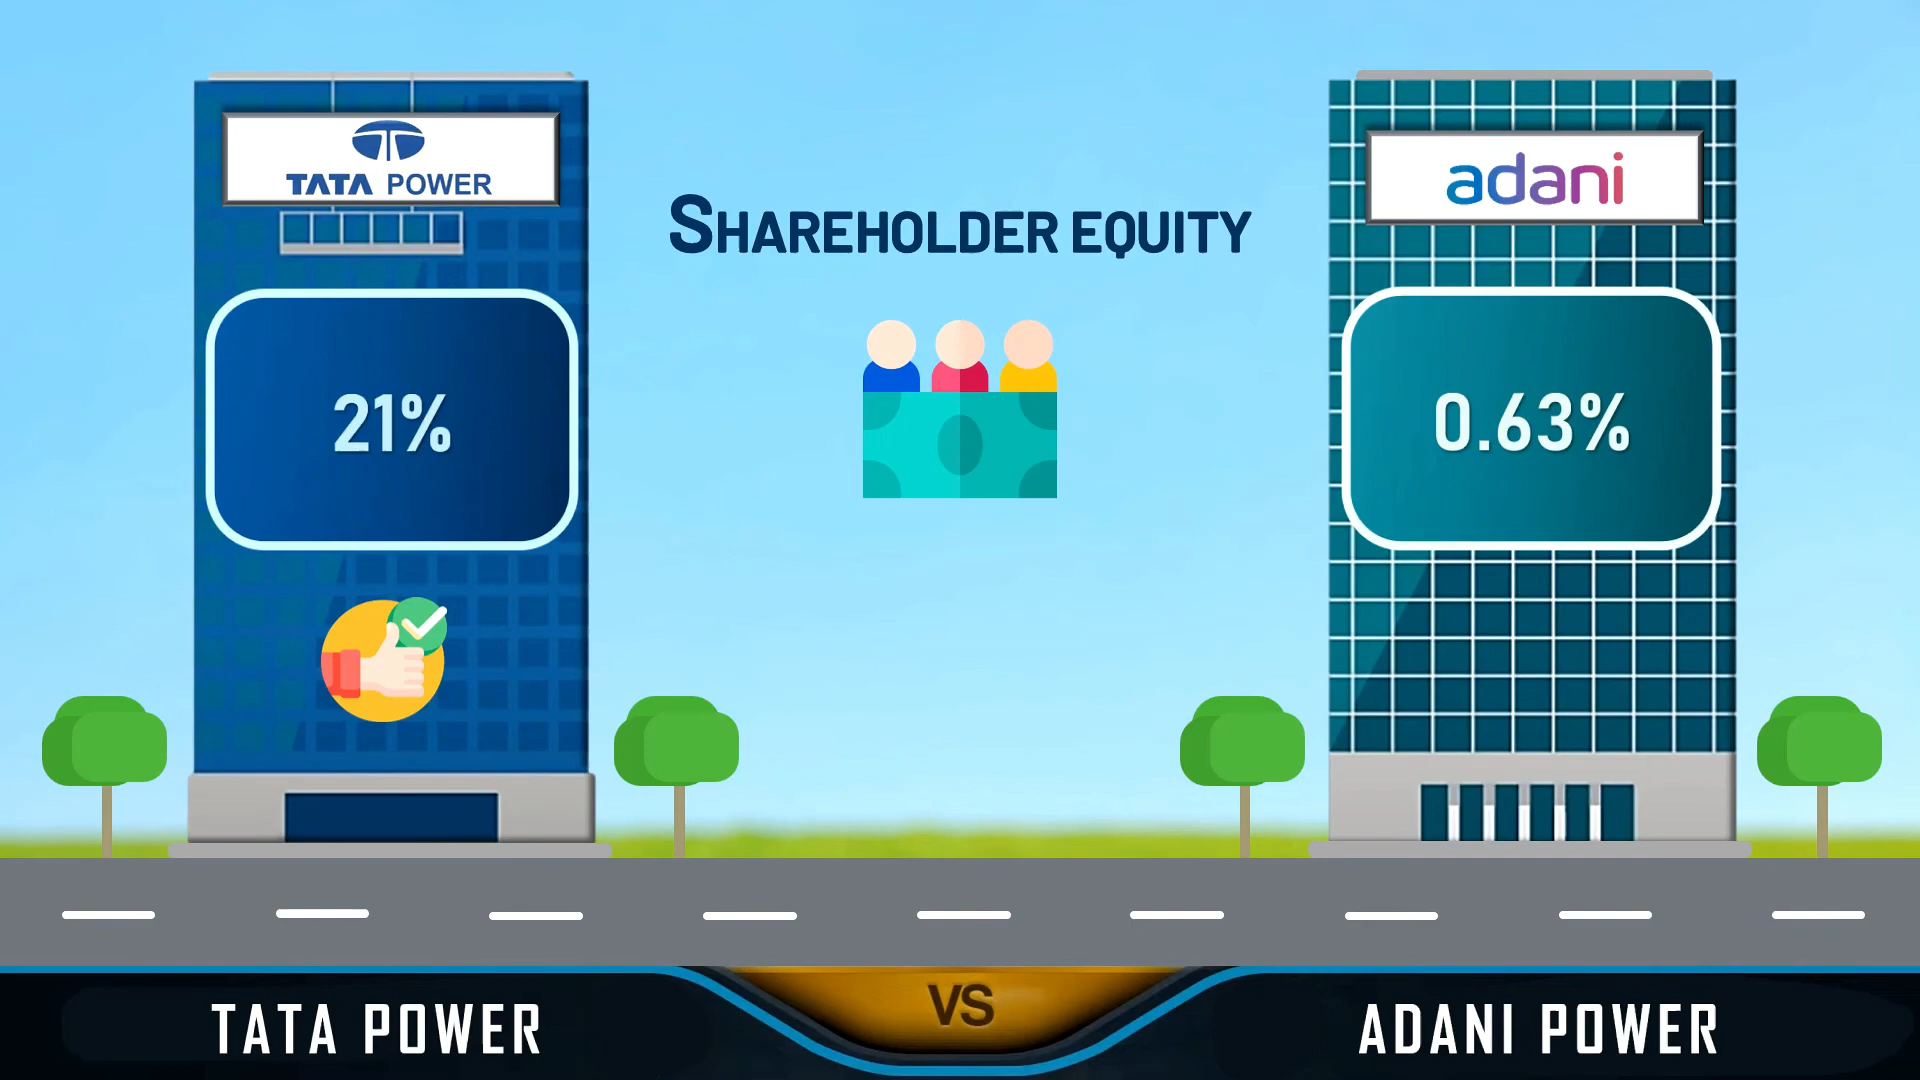 TATA POWER
adani
SHAREHOLDER EQUITY
21%
0.63%
TATA POWER
VS
ADANI POWER